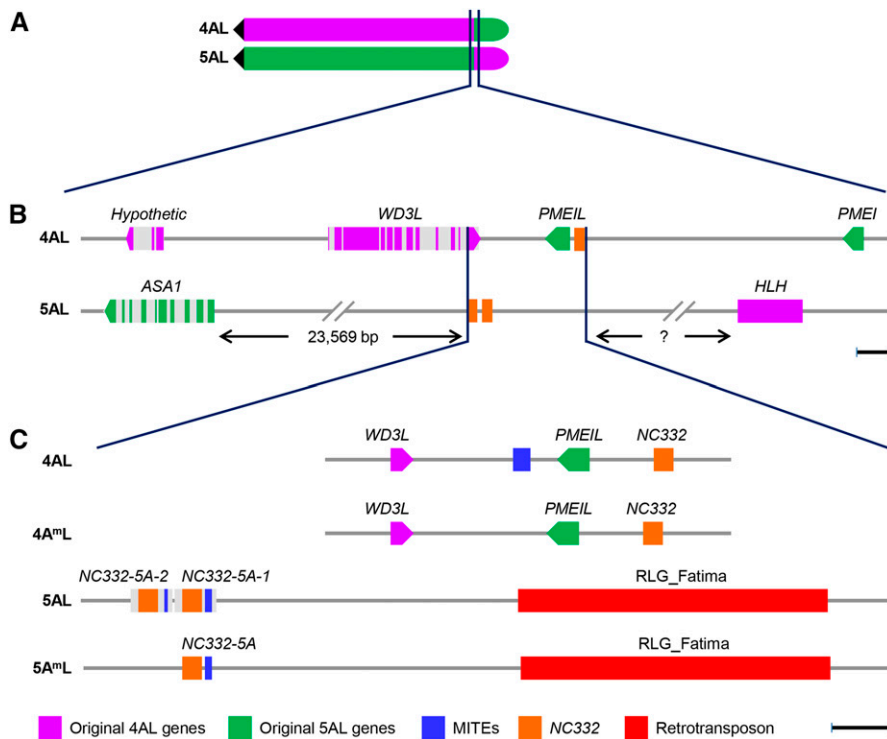 A
4AL
5AL
B
Hypothetic WD3L PMEIL PMEI
4AL
ASA1 HLH
5AL
23,569 bp ?
C
WD3L PMEIL NC332
4AL
WD3L PMEIL NC332
4AᵐL
NC332-5A-2 NC332-5A-1 RLG_Fatima
5AL
NC332-5A RLG_Fatima
5AᵐL
Original 4AL genes Original 5AL genes MITEs NC332 Retrotransposon